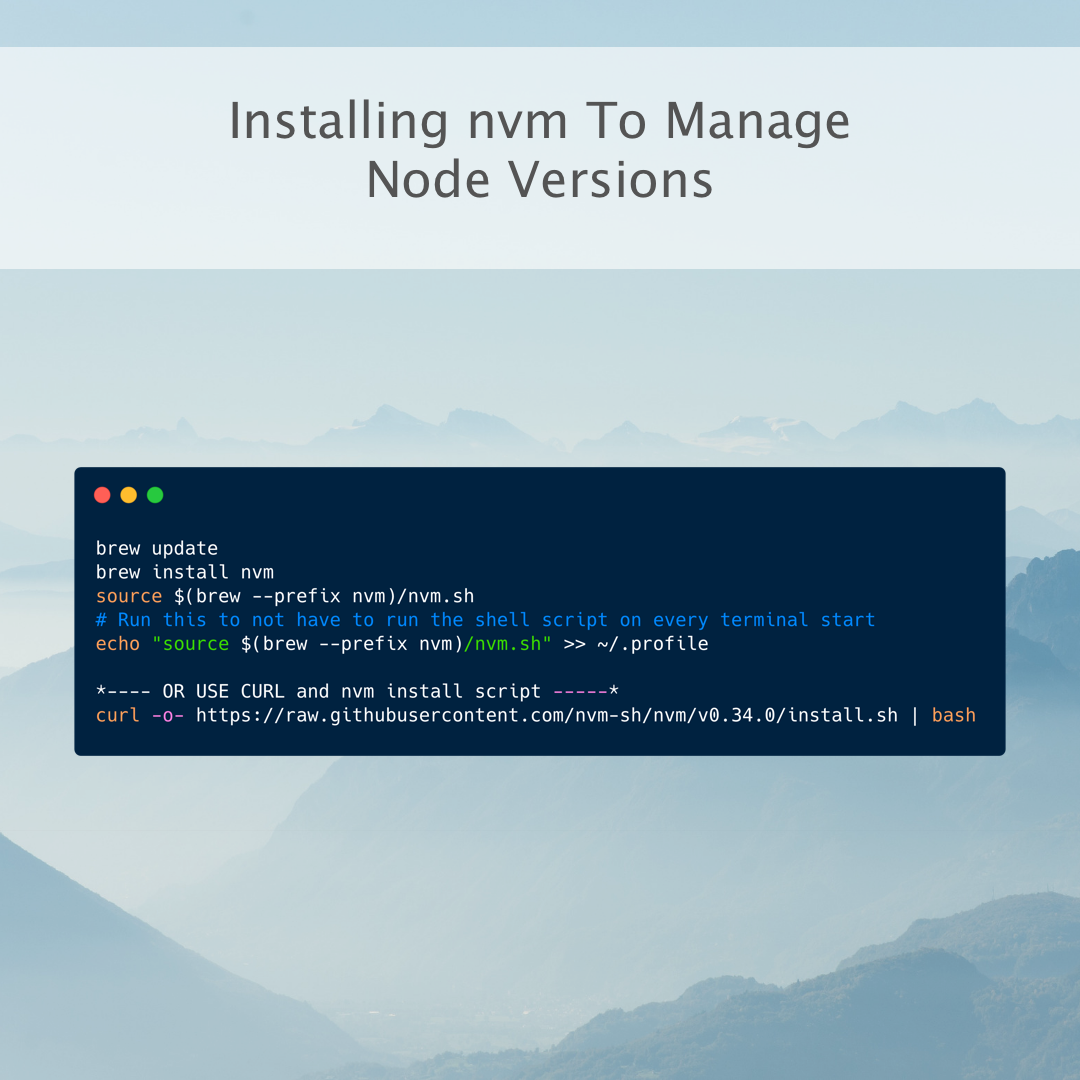 Installing nvm To Manage
Node Versions
brew update
brew install nvm
source $(brew --prefix nvm)/nvm.sh
# Run this to not have to run the shell script on every terminal start
echo "source $(brew --prefix nvm)/nvm.sh" >> ~/.profile
*---- OR USE CURL and nvm install script -----*
curl -o- https://raw.githubusercontent.com/nvm-sh/nvm/v0.34.0/install.sh | bash